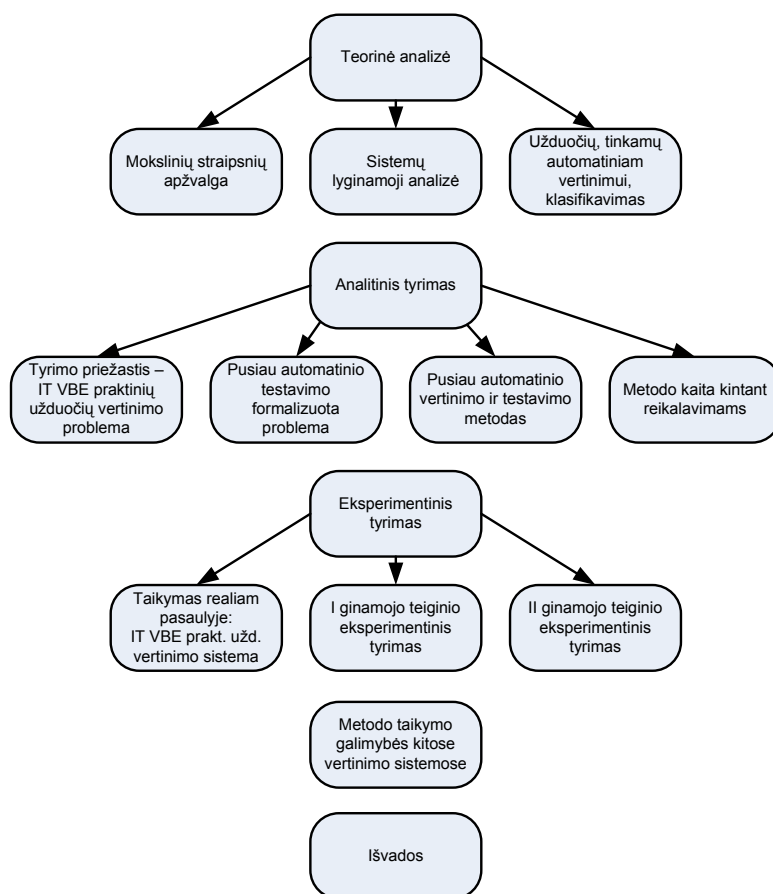 Teorinė analizė
Mokslinių straipsnių
apžvalga
Sistemų
lyginamoji analizė
Užduočių, tinkamų
automatiniam
vertinimui,
klasifikavimas
Analitinis tyrimas
Tyrimo priežastis –
IT VBE praktinių
užduočių vertinimo
problema
Pusiau automatinio
testavimo
formalizuota
problema
Pusiau automatinio
vertinimo ir testavimo
metodas
Metodo kaita kintant
reikalavimams
Eksperimentinis
tyrimas
Taikymas realiam
pasaulyje:
IT VBE prakt. užd.
vertinimo sistema
I ginamojo teiginio
eksperimentinis
tyrimas
II ginamojo teiginio
eksperimentinis
tyrimas
Metodo taikymo
galimybės kitose
vertinimo sistemose
Išvados